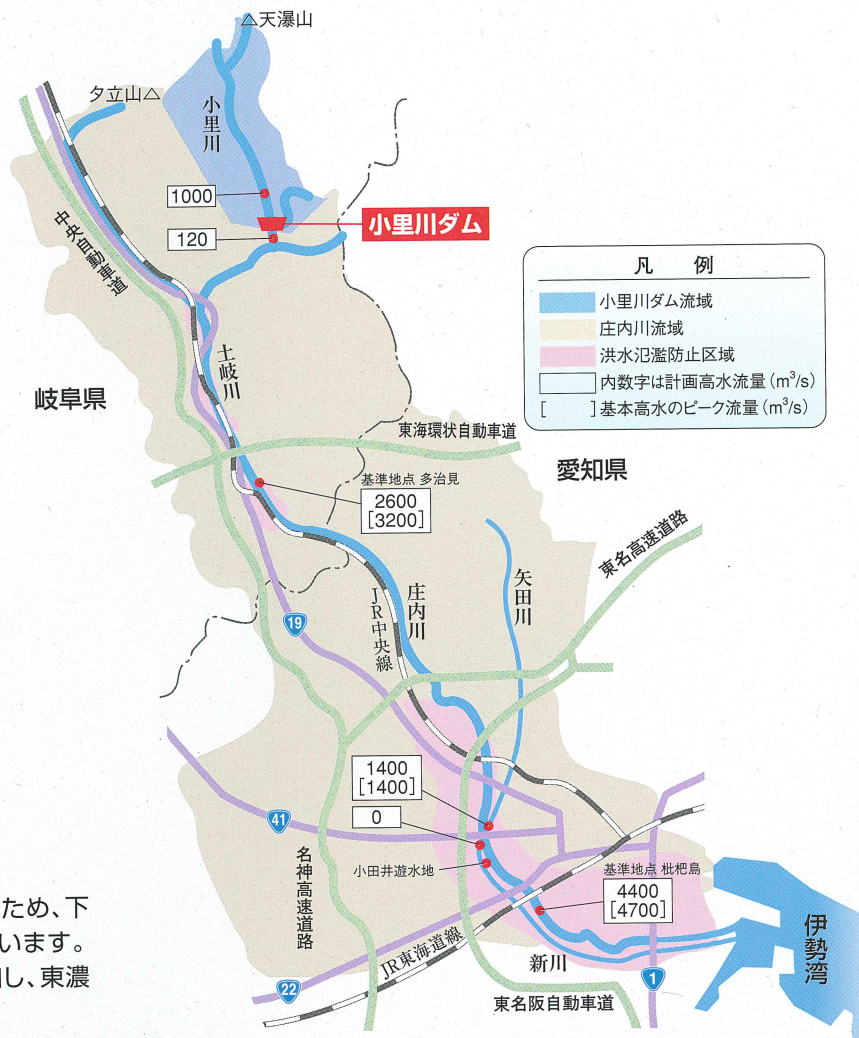 △天瀑山
夕立山△
小里川
1000
小里川ダム
120
中央自動車道
凡　例
小里川ダム流域
庄内川流域
洪水氾濫防止区域
内数字は計画高水流量(m³/s)
[　　]基本高水のピーク流量(m³/s)
土岐川
岐阜県
東海環状自動車道
愛知県
基準地点 多治見
2600
[3200]
東名高速道路
矢田川
庄内川
JR中央線
19
1400
[1400]
41
0
小田井遊水地
名神高速道路
基準地点 枇杷島
4400
[4700]
伊勢湾
JR東海道線
新川
22
1
東名阪自動車道
ため、下
います。
し、東濃